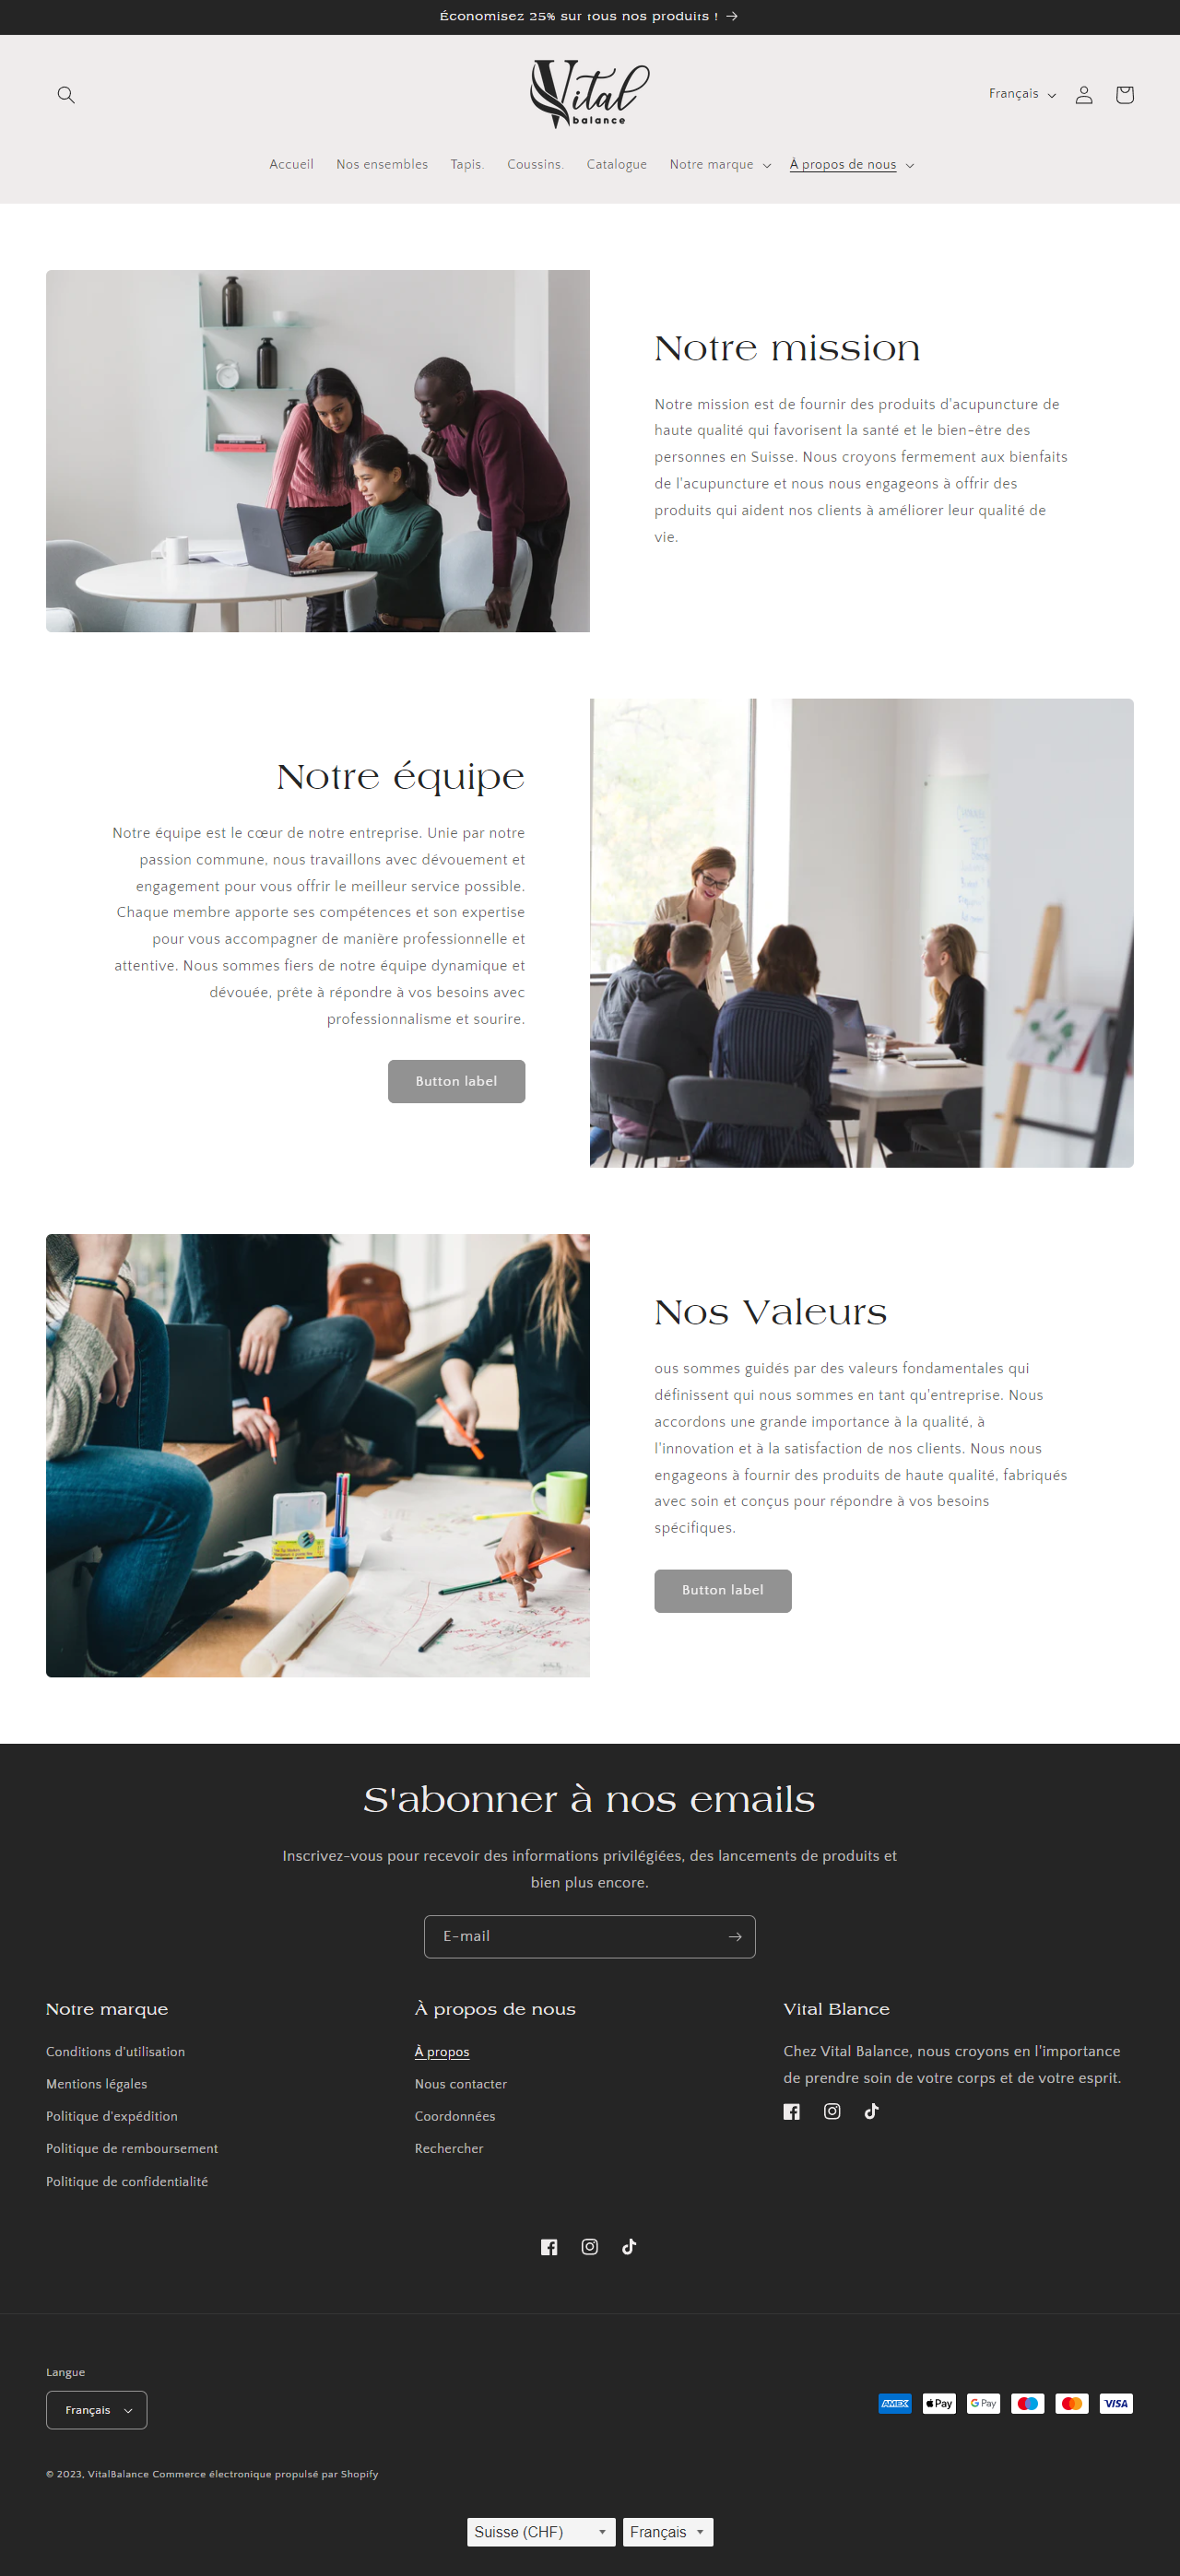 Économisez 25% sur tous nos produits !
Vital
balance
Français
Accueil
Nos ensembles
Tapis.
Coussins.
Catalogue
Notre marque
À propos de nous
Notre mission
Notre mission est de fournir des produits d'acupuncture de
haute qualité qui favorisent la santé et le bien-être des
personnes en Suisse. Nous croyons fermement aux bienfaits
de l'acupuncture et nous nous engageons à offrir des
produits qui aident nos clients à améliorer leur qualité de
vie.
Notre équipe
Notre équipe est le cœur de notre entreprise. Unie par notre
passion commune, nous travaillons avec dévouement et
engagement pour vous offrir le meilleur service possible.
Chaque membre apporte ses compétences et son expertise
pour vous accompagner de manière professionnelle et
attentive. Nous sommes fiers de notre équipe dynamique et
dévouée, prête à répondre à vos besoins avec
professionnalisme et sourire.
Button label
Nos Valeurs
ous sommes guidés par des valeurs fondamentales qui
définissent qui nous sommes en tant qu'entreprise. Nous
accordons une grande importance à la qualité, à
l'innovation et à la satisfaction de nos clients. Nous nous
engageons à fournir des produits de haute qualité, fabriqués
avec soin et conçus pour répondre à vos besoins
spécifiques.
Button label
S'abonner à nos emails
Inscrivez-vous pour recevoir des informations privilégiées, des lancements de produits et
bien plus encore.
E-mail
Notre marque
Conditions d'utilisation
Mentions légales
Politique d'expédition
Politique de remboursement
Politique de confidentialité
À propos de nous
À propos
Nous contacter
Coordonnées
Rechercher
Vital Blance
Chez Vital Balance, nous croyons en l'importance
de prendre soin de votre corps et de votre esprit.
Langue
Français
AMEX
Pay
G Pay
VISA
© 2023, VitalBalance Commerce électronique propulsé par Shopify
Suisse (CHF)
Français